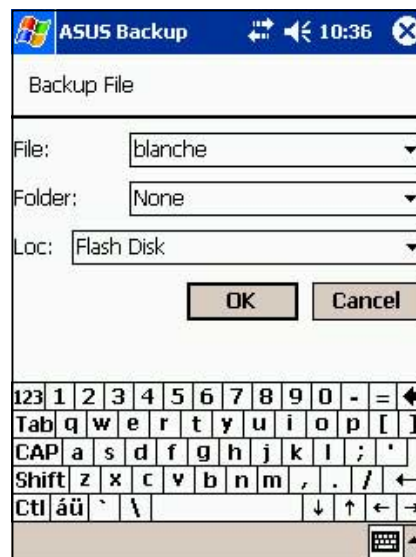 ASUS Backup 10:36
Backup File
File: blanche
Folder: None
Loc: Flash Disk
OK Cancel
123 1 2 3 4 5 6 7 8 9 0 - =
Tab q w e r t y u i o p [ ]
CAP a s d f g h j k l ; '
Shift z x c v b n m , . /
Ctl áü ` \